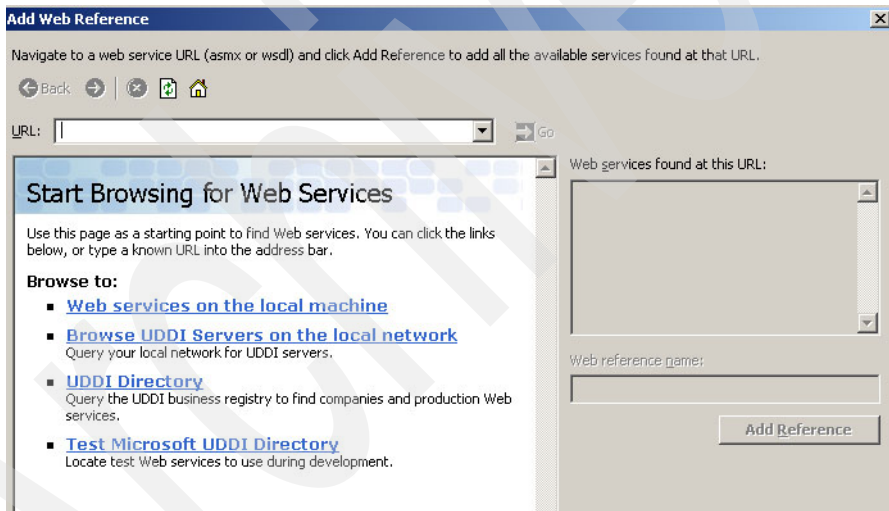 Add Web Reference
Navigate to a web service URL (asmx or wsdl) and click Add Reference to add all the available services found at that URL.
Back
URL:
Go
Start Browsing for Web Services
Use this page as a starting point to find Web services. You can click the links
below, or type a known URL into the address bar.
Browse to:
Web services on the local machine
Browse UDDI Servers on the local network
Query your local network for UDDI servers.
UDDI Directory
Query the UDDI business registry to find companies and production Web
services.
Test Microsoft UDDI Directory
Locate test Web services to use during development.
Web services found at this URL:
Web reference name:
Add Reference